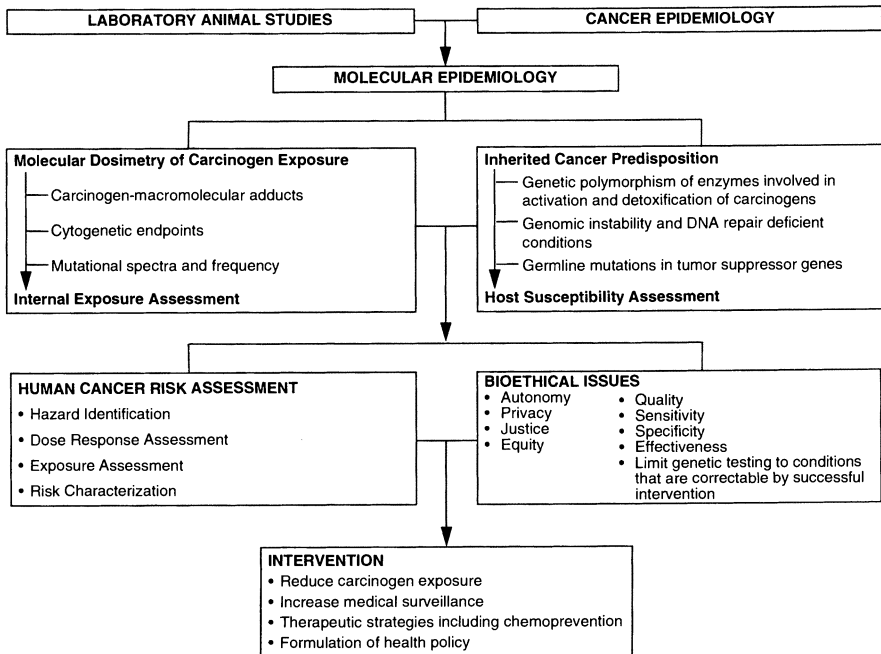 LABORATORY ANIMAL STUDIES
CANCER EPIDEMIOLOGY
MOLECULAR EPIDEMIOLOGY
Molecular Dosimetry of Carcinogen Exposure
Carcinogen-macromolecular adducts
Cytogenetic endpoints
Mutational spectra and frequency
Internal Exposure Assessment
Inherited Cancer Predisposition
Genetic polymorphism of enzymes involved in
activation and detoxification of carcinogens
Genomic instability and DNA repair deficient
conditions
Germline mutations in tumor suppressor genes
Host Susceptibility Assessment
HUMAN CANCER RISK ASSESSMENT
• Hazard Identification
• Dose Response Assessment
• Exposure Assessment
• Risk Characterization
BIOETHICAL ISSUES
• Autonomy
• Privacy
• Justice
• Equity
• Quality
• Sensitivity
• Specificity
• Effectiveness
• Limit genetic testing to conditions
that are correctable by successful
intervention
INTERVENTION
• Reduce carcinogen exposure
• Increase medical surveillance
• Therapeutic strategies including chemoprevention
• Formulation of health policy